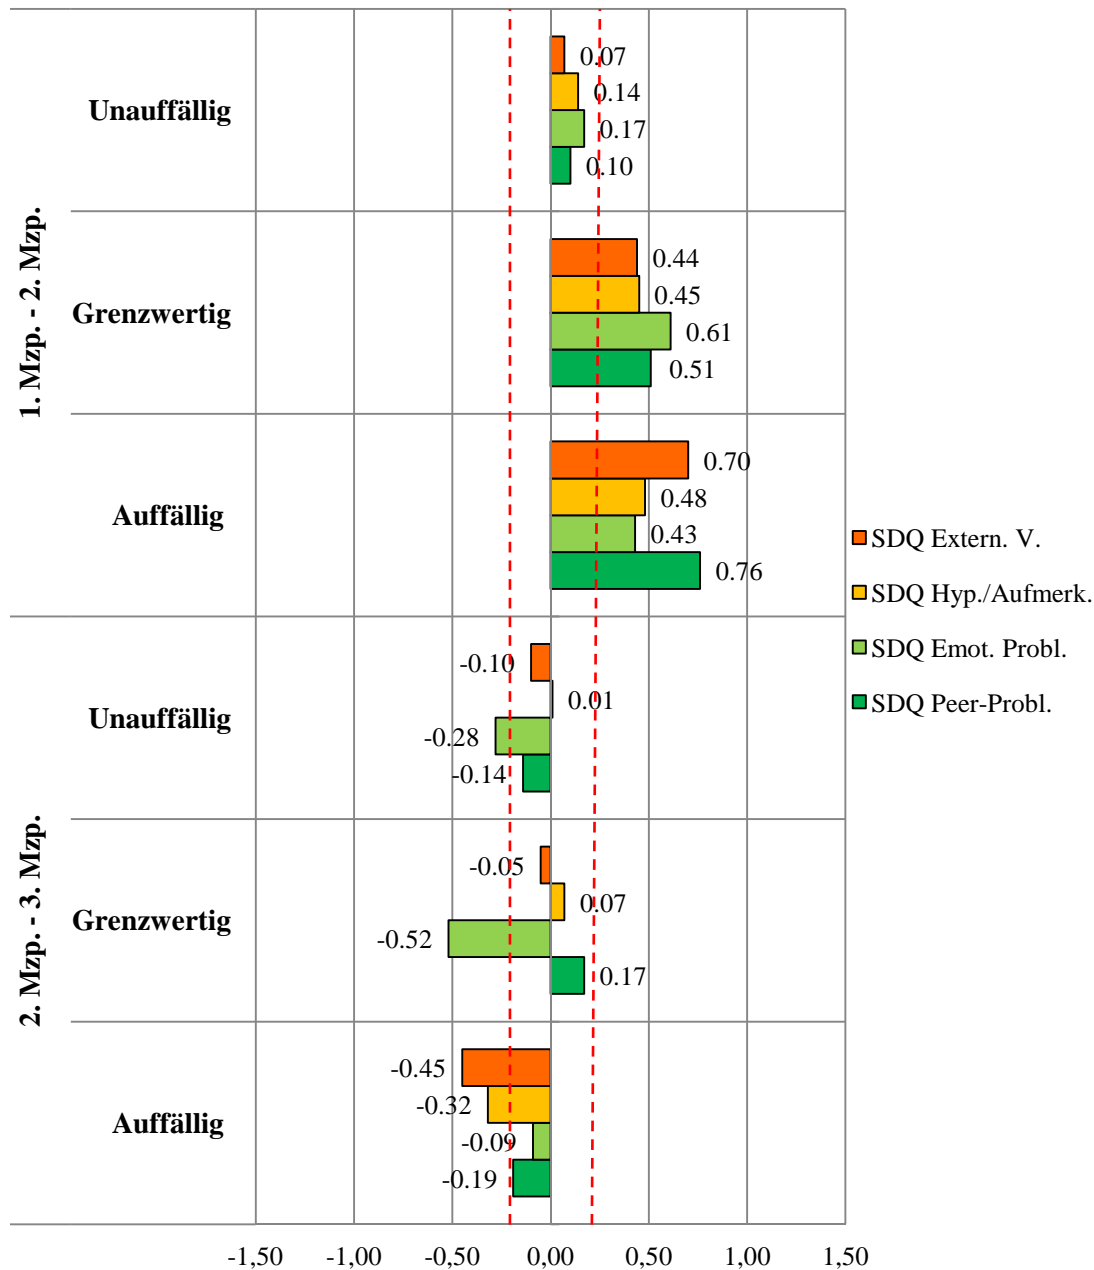 1. Mzp. - 2. Mzp.
Unauffällig
0.07
0.14
0.17
0.10
Grenzwertig
0.44
0.45
0.61
0.51
Auffällig
0.70
0.48
0.43
0.76
2. Mzp. - 3. Mzp.
Unauffällig
-0.10
0.01
-0.28
-0.14
Grenzwertig
-0.05
0.07
-0.52
0.17
Auffällig
-0.45
-0.32
-0.09
-0.19
-1,50 -1,00 -0,50 0,00 0,50 1,00 1,50
SDQ Extern. V.
SDQ Hyp./Aufmerk.
SDQ Emot. Probl.
SDQ Peer-Probl.